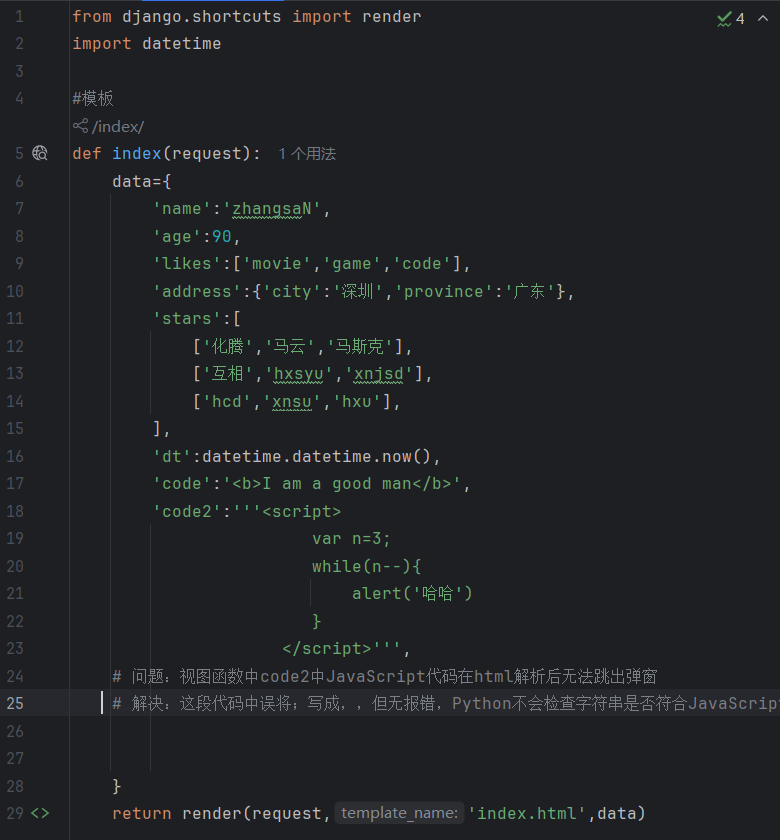 1 from django.shortcuts import render 4
2 import datetime
3
4 #模板
/index/
5 def index(request): 1 个用法
6 data={
7 'name':'zhangsaN',
8 'age':90,
9 'likes':['movie','game','code'],
10 'address':{'city':'深圳','province':'广东'},
11 'stars':[
12 ['化腾','马云','马斯克'],
13 ['互相','hxsyu','xnjsd'],
14 ['hcd','xnsu','hxu'],
15 ],
16 'dt':datetime.datetime.now(),
17 'code':'<b>I am a good man</b>',
18 'code2':'''<script>
19 var n=3;
20 while(n--){
21 alert('哈哈')
22 }
23 </script>''',
24 # 问题：视图函数中code2中JavaScript代码在html解析后无法跳出弹窗
25 # 解决：这段代码中误将；写成，，但无报错，Python不会检查字符串是否符合JavaScript
26
27
28 }
29 <> return render(request, template_name: 'index.html',data)